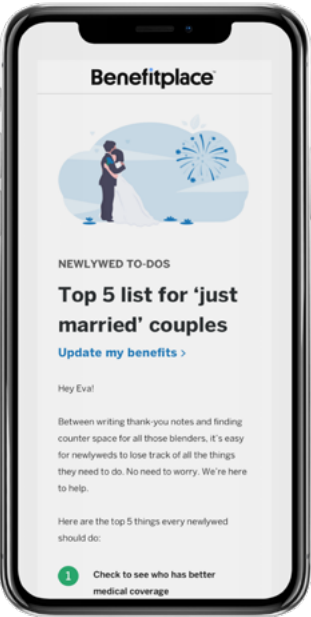 Benefitplace
NEWLYWED TO-DOS
Top 5 list for ‘just
married’ couples
Update my benefits >
Hey Eva!
Between writing thank-you notes and finding
counter space for all those blenders, it's easy
for newlyweds to lose track of all the things
they need to do. No need to worry. We're here
to help.
Here are the top 5 things every newlywed
should do:
1 Check to see who has better
medical coverage